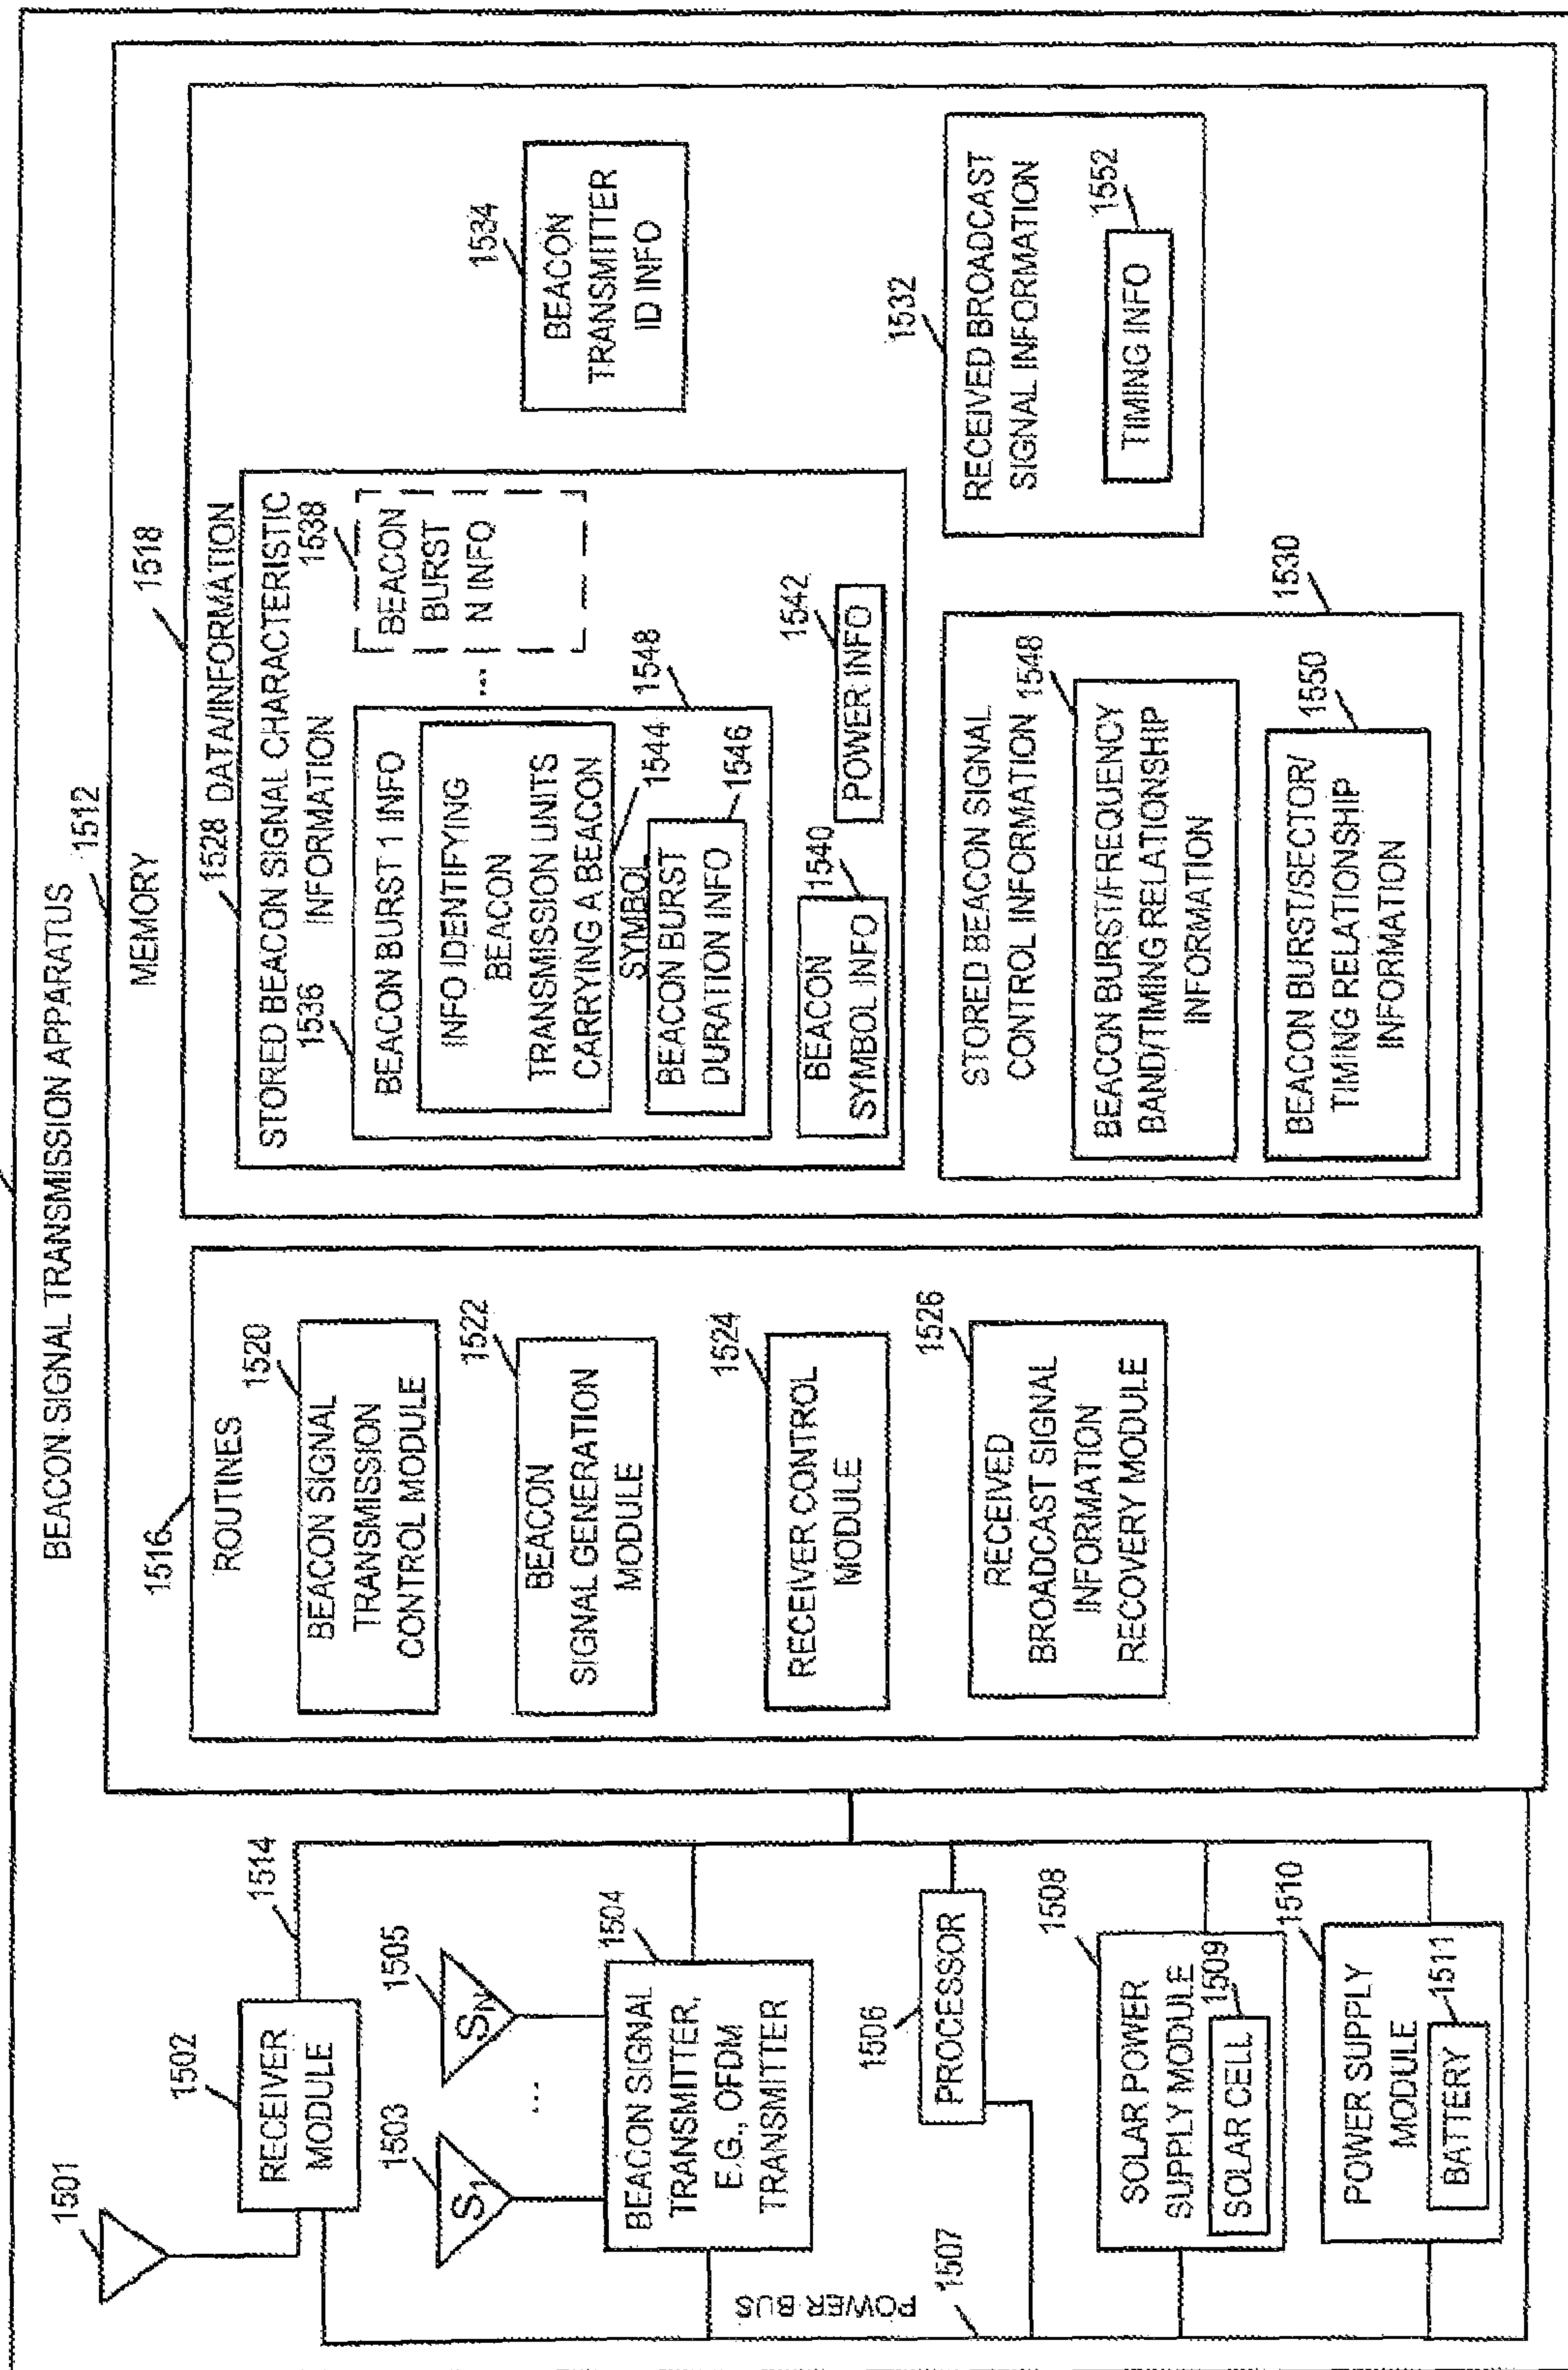 BEACON SIGNAL TRANSMISSION APPARATUS
1501
1502
RECEIVER
MODULE
1514
1503
S1
...
1505
SN
1504
BEACON SIGNAL
TRANSMITTER,
E.G., OFDM
TRANSMITTER
POWER BUS
1507
1506
PROCESSOR
1508
SOLAR POWER
SUPPLY MODULE
1509
SOLAR CELL
1510
POWER SUPPLY
MODULE
1511
BATTERY
1512
MEMORY
1516
ROUTINES
1520
BEACON SIGNAL
TRANSMISSION
CONTROL MODULE
1522
BEACON
SIGNAL GENERATION
MODULE
1524
RECEIVER CONTROL
MODULE
1526
RECEIVED
BROADCAST SIGNAL
INFORMATION
RECOVERY MODULE
1518
1528 DATA/INFORMATION
STORED BEACON SIGNAL CHARACTERISTIC
1536 INFORMATION 1538
BEACON BURST 1 INFO
INFO IDENTIFYING
BEACON
TRANSMISSION UNITS
CARRYING A BEACON
SYMBOL
1544
BEACON BURST
DURATION INFO
1546
1548
...
BEACON
BURST
N INFO
1540
BEACON
SYMBOL INFO
1542
POWER INFO
1534
BEACON
TRANSMITTER
ID INFO
1530
STORED BEACON SIGNAL
CONTROL INFORMATION 1548
BEACON BURST/FREQUENCY
BAND/TIMING RELATIONSHIP
INFORMATION
1550
BEACON BURST/SECTOR/
TIMING RELATIONSHIP
INFORMATION
1532
RECEIVED BROADCAST
SIGNAL INFORMATION
1552
TIMING INFO